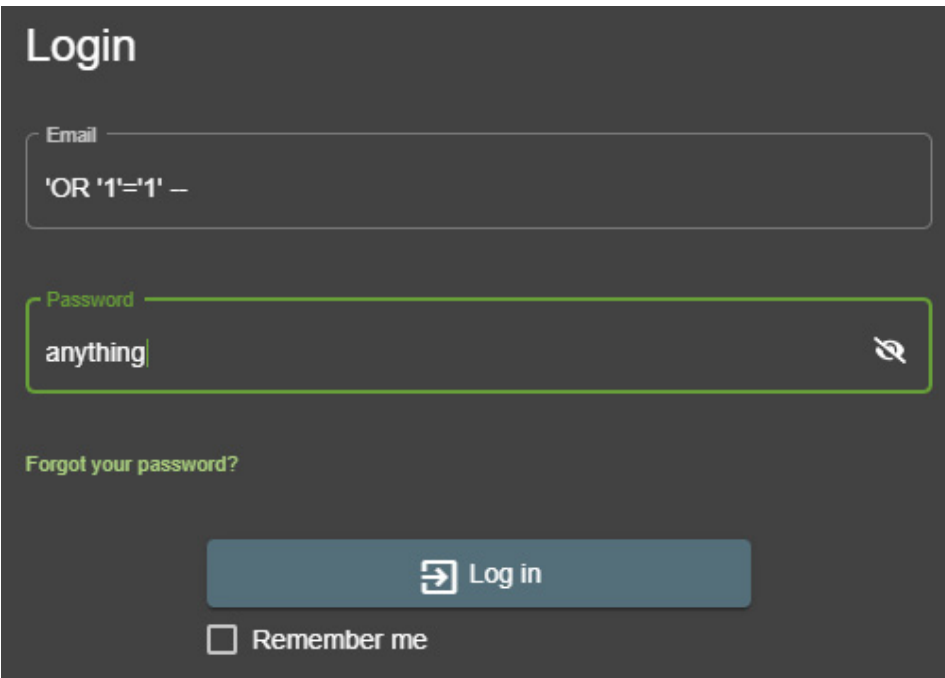 Login
Email
'OR '1'='1' --
Password
anything
Forgot your password?
Log in
Remember me